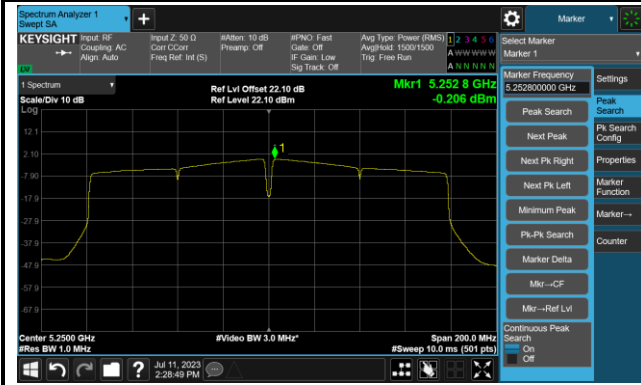 Spectrum Analyzer 1
Swept SA
Marker
KEYSIGHT
Input: RF
Coupling: AC
Align: Auto
Input Z: 50 Ω
Corr CCorr
Freq Ref: Int (S)
#Atten: 10 dB
Preamp: Off
#PNO: Fast
Gate: Off
IF Gain: Low
Sig Track: Off
Avg Type: Power (RMS)
Avg|Hold: 1500/1500
Trig: Free Run
1 2 3 4 5 6
A W W W W W
A N N N N N
Select Marker
Marker 1
1 Spectrum
Scale/Div 10 dB
Log
Ref Lvl Offset 22.10 dB
Ref Level 22.10 dBm
Mkr1 5.252 8 GHz
-0.206 dBm
12.1
2.10
-7.90
-17.9
-27.9
-37.9
-47.9
-57.9
-67.9
1
Center 5.2500 GHz
#Res BW 1.0 MHz
#Video BW 3.0 MHz*
Span 200.0 MHz
#Sweep 10.0 ms (501 pts)
Marker Frequency
5.252800000 GHz
Peak Search
Next Peak
Next Pk Right
Next Pk Left
Minimum Peak
Pk-Pk Search
Marker Delta
Mkr→CF
Mkr→Ref Lvl
Continuous Peak
Search
On
Off
Settings
Peak
Search
Pk Search
Config
Properties
Marker
Function
Marker→
Counter
Jul 11, 2023
2:28:49 PM